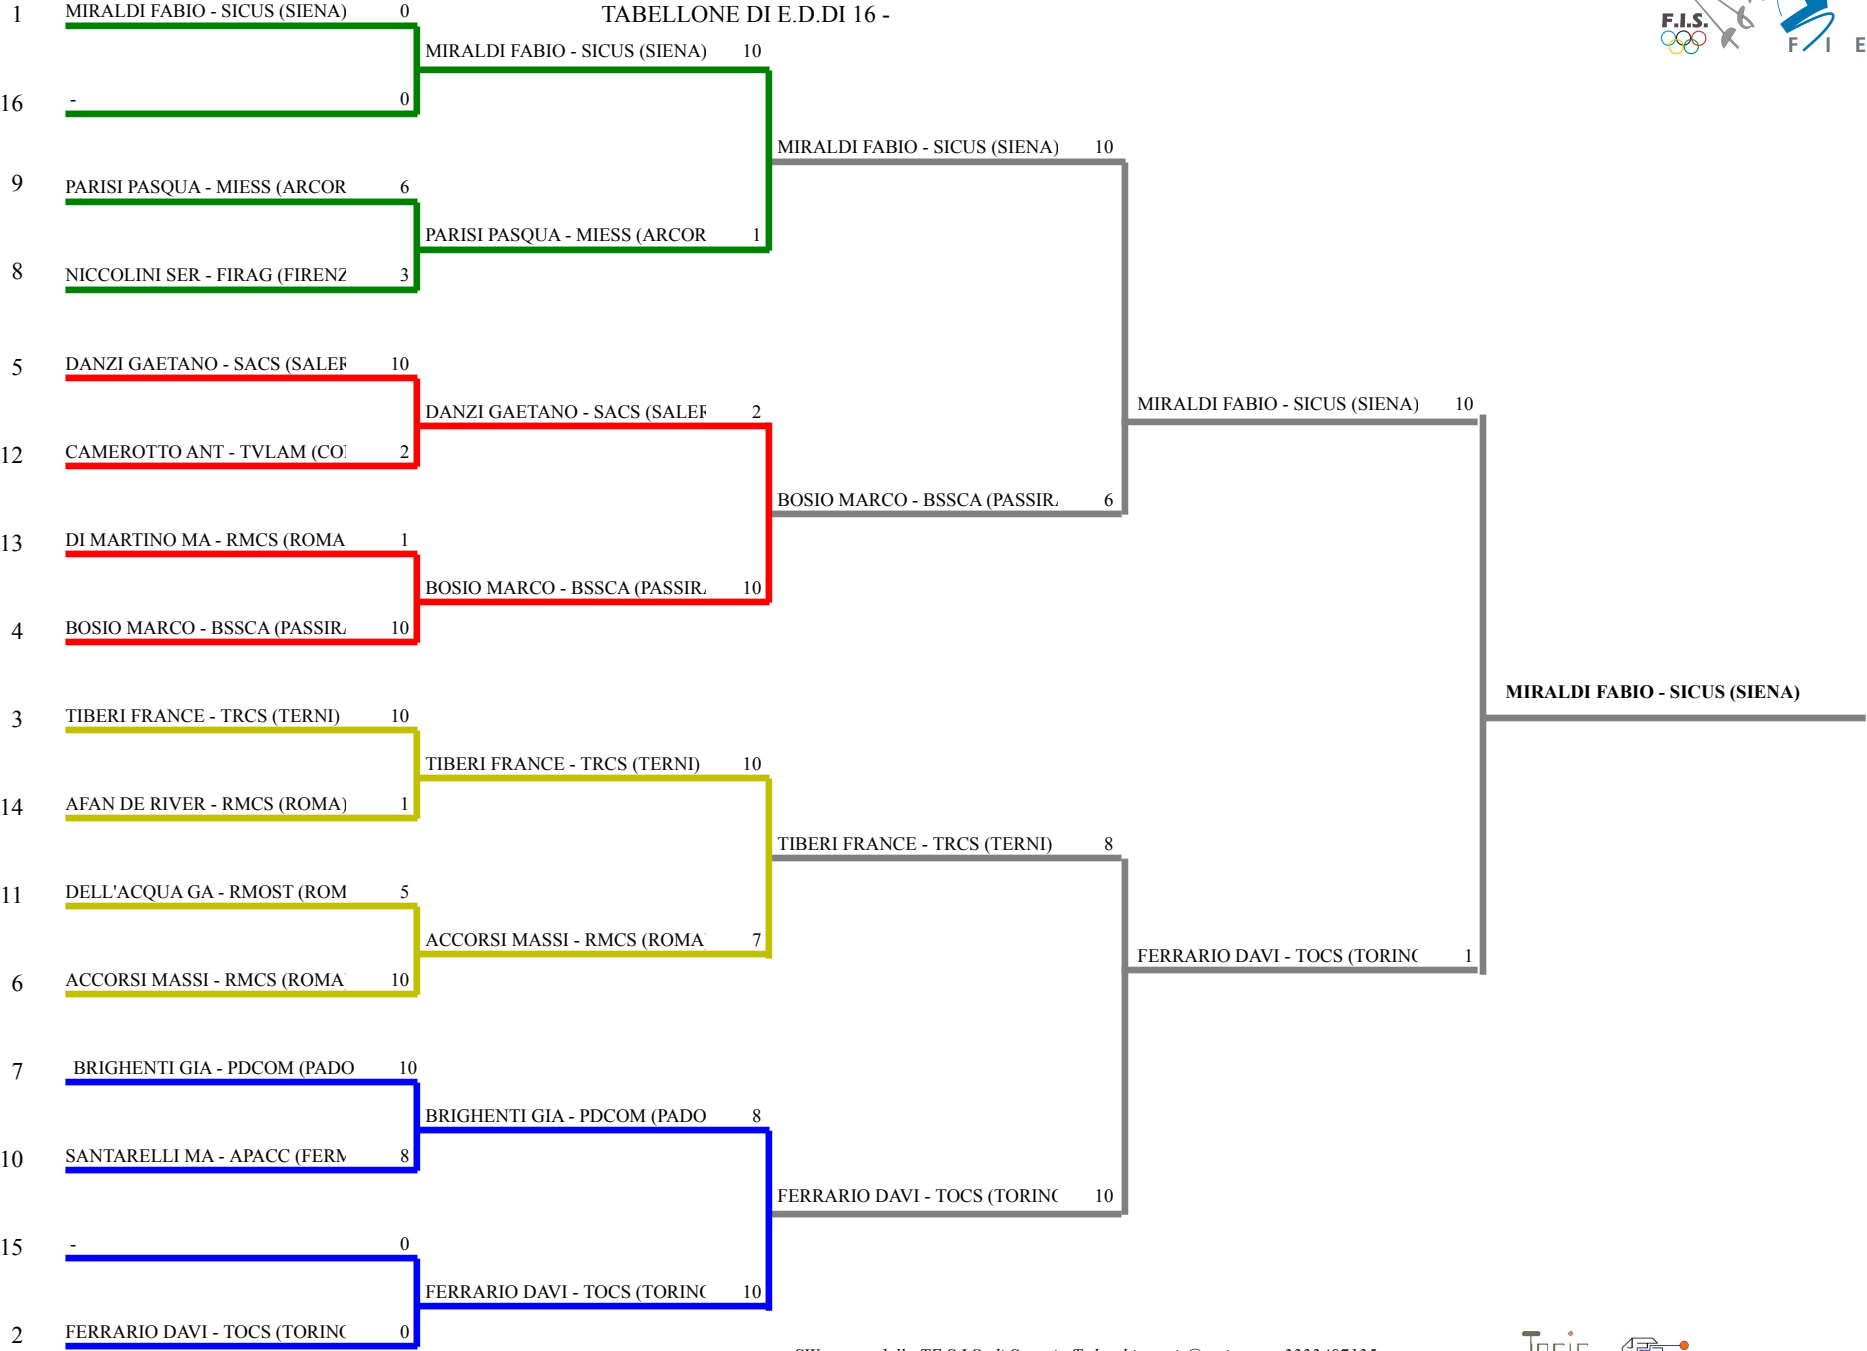 TABELLONE DI E.D.DI 16 -
F.I.S.
F I E
1 MIRALDI FABIO - SICUS (SIENA) 0
MIRALDI FABIO - SICUS (SIENA) 10
16 - 0
MIRALDI FABIO - SICUS (SIENA) 10
9 PARISI PASQUA - MIESS (ARCOR 6
PARISI PASQUA - MIESS (ARCOR 1
8 NICCOLINI SER - FIRAG (FIRENZ 3
5 DANZI GAETANO - SACS (SALER 10
MIRALDI FABIO - SICUS (SIENA) 10
DANZI GAETANO - SACS (SALER 2
12 CAMEROTTO ANT - TVLAM (CO 2
BOSIO MARCO - BSSCA (PASSIR 6
13 DI MARTINO MA - RMCS (ROMA 1
BOSIO MARCO - BSSCA (PASSIR 10
4 BOSIO MARCO - BSSCA (PASSIR 10
MIRALDI FABIO - SICUS (SIENA)
3 TIBERI FRANCE - TRCS (TERNI) 10
TIBERI FRANCE - TRCS (TERNI) 10
14 AFAN DE RIVER - RMCS (ROMA) 1
TIBERI FRANCE - TRCS (TERNI) 8
11 DELL'ACQUA GA - RMOST (ROM 5
ACCORSI MASSI - RMCS (ROMA 7
FERRARIO DAVI - TOCS (TORINO 1
6 ACCORSI MASSI - RMCS (ROMA 10
7 BRIGHENTI GIA - PDCOM (PADO 10
BRIGHENTI GIA - PDCOM (PADO 8
10 SANTARELLI MA - APACC (FERM 8
FERRARIO DAVI - TOCS (TORINO 10
15 - 0
FERRARIO DAVI - TOCS (TORINO 10
2 FERRARIO DAVI - TOCS (TORINO 0